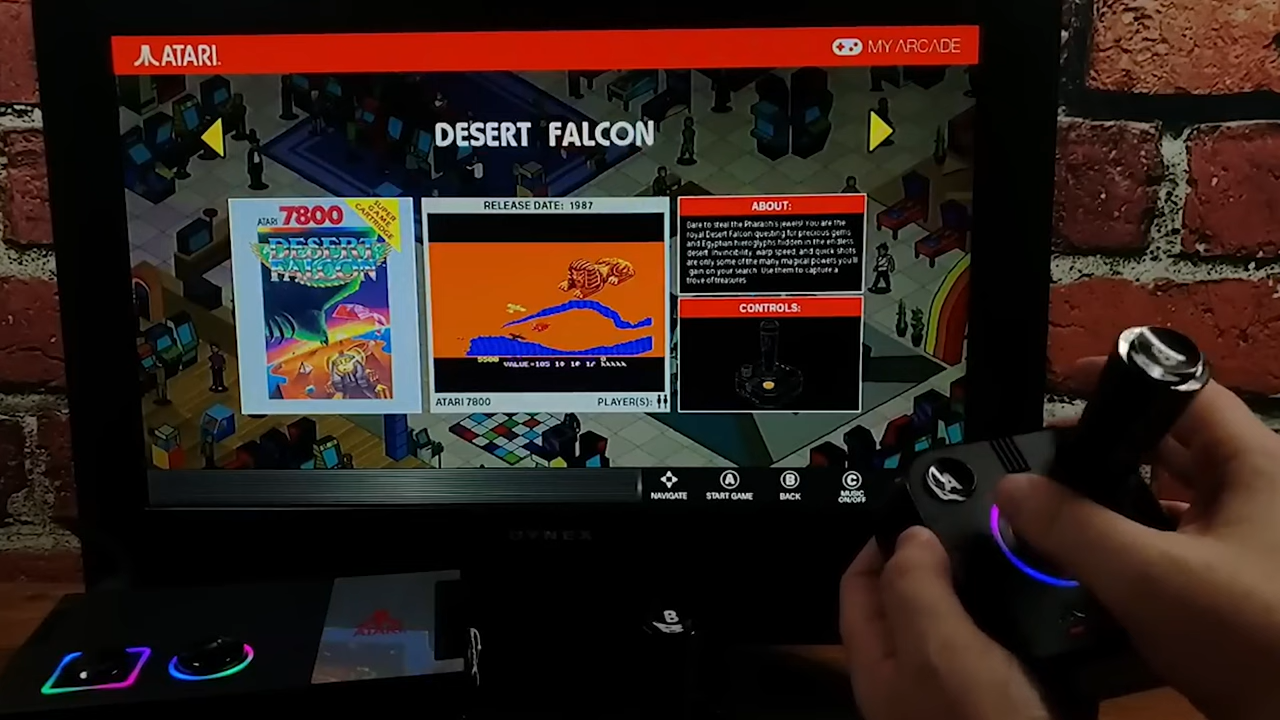 ATARI
MY ARCADE
DESERT FALCON
RELEASE DATE: 1987
ATARI 7800
SUPER
GAME
CARTRIDGE
DESERT
FALCON
5500
ATARI 7800
PLAYER(S):
ABOUT:
Dare to steal the Pharaoh's jewels! You are the
royal Desert Falcon questing for precious gems
and Egyptian hieroglyphs hidden in the endless
desert. Invincibility, warp speed, and quick shots
are only some of the many magical powers you'll
gain on your search. Use them to capture a
trove of treasures.
CONTROLS:
NAVIGATE
A
START GAME
B
BACK
C
MUSIC
ON/OFF
DYNEX
ATARI
B
A